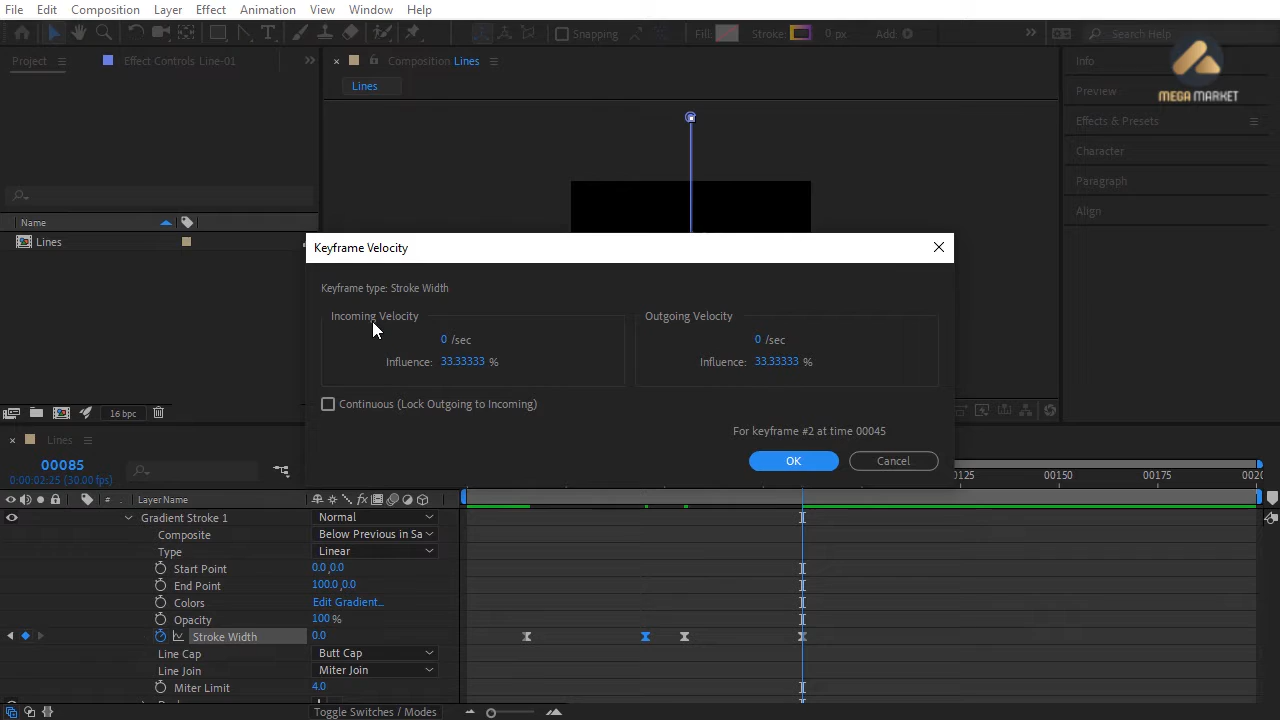 File Edit Composition Layer Effect Animation View Window Help
Snapping Fill: Stroke: 0 px Add: Search Help
Project Effect Controls Line-01 Composition Lines Info
MEGA MARKET
Lines Preview
Effects & Presets
Character
Paragraph
Align
Name
Lines
Keyframe Velocity
Keyframe type: Stroke Width
Incoming Velocity Outgoing Velocity
0 /sec 0 /sec
Influence: 33.33333 % Influence: 33.33333 %
Continuous (Lock Outgoing to Incoming)
16 bpc
For keyframe #2 at time 00045
Lines
OK Cancel
00085
0:00:02:25 (30.00 fps)
00125 00150 00175 0020
# Layer Name fx
Gradient Stroke 1 Normal
Composite Below Previous in Sa
Type Linear
Start Point 0.0,0.0
End Point 100.0,0.0
Colors Edit Gradient...
Opacity 100 %
Stroke Width 0.0
Line Cap Butt Cap
Line Join Miter Join
Miter Limit 4.0
Toggle Switches / Modes